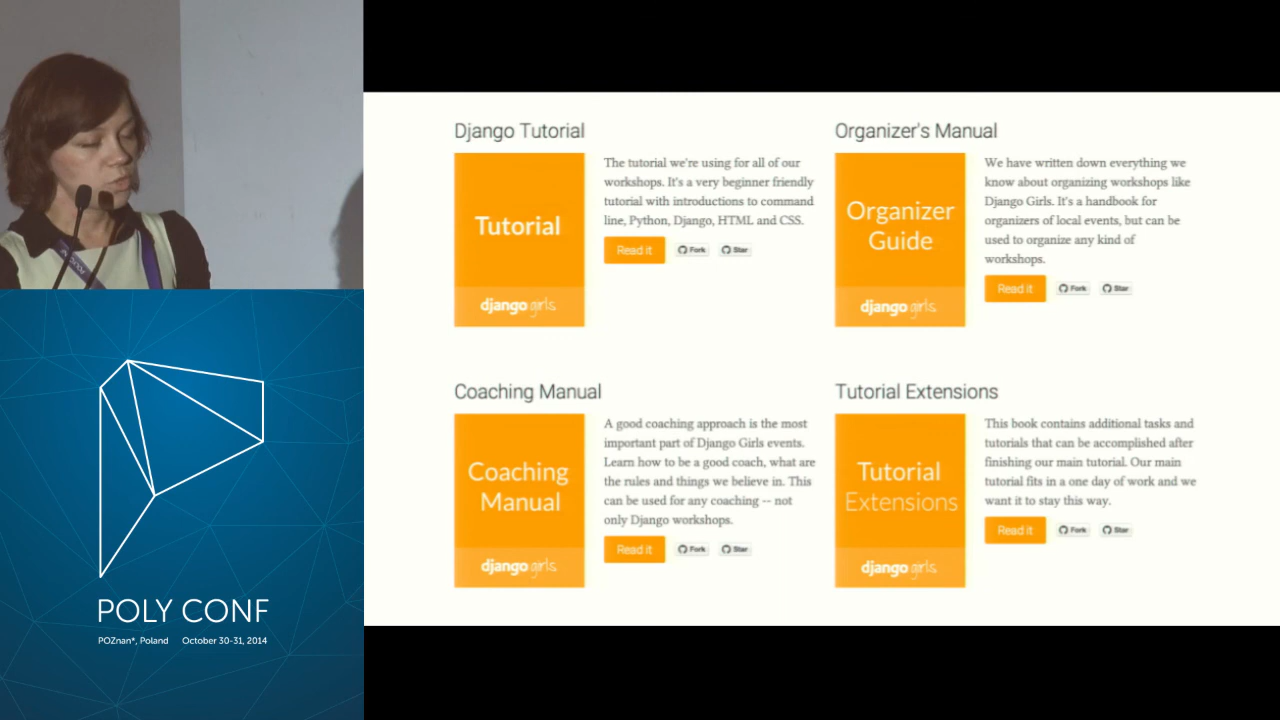 POLY CONF
POZnan*, Poland October 30-31, 2014
Django Tutorial
Tutorial
django girls
The tutorial we're using for all of our
workshops. It's a very beginner friendly
tutorial with introductions to command
line, Python, Django, HTML and CSS.
Read it Fork Star
Organizer's Manual
Organizer
Guide
django girls
We have written down everything we
know about organizing workshops like
Django Girls. It's a handbook for
organizers of local events, but can be
used to organize any kind of
workshops.
Read it Fork Star
Coaching Manual
Coaching
Manual
django girls
A good coaching approach is the most
important part of Django Girls events.
Learn how to be a good coach, what are
the rules and things we believe in. This
can be used for any coaching -- not
only Django workshops.
Read it Fork Star
Tutorial Extensions
Tutorial
Extensions
django girls
This book contains additional tasks and
tutorials that can be accomplished after
finishing our main tutorial. Our main
tutorial fits in a one day of work and we
want it to stay this way.
Read it Fork Star